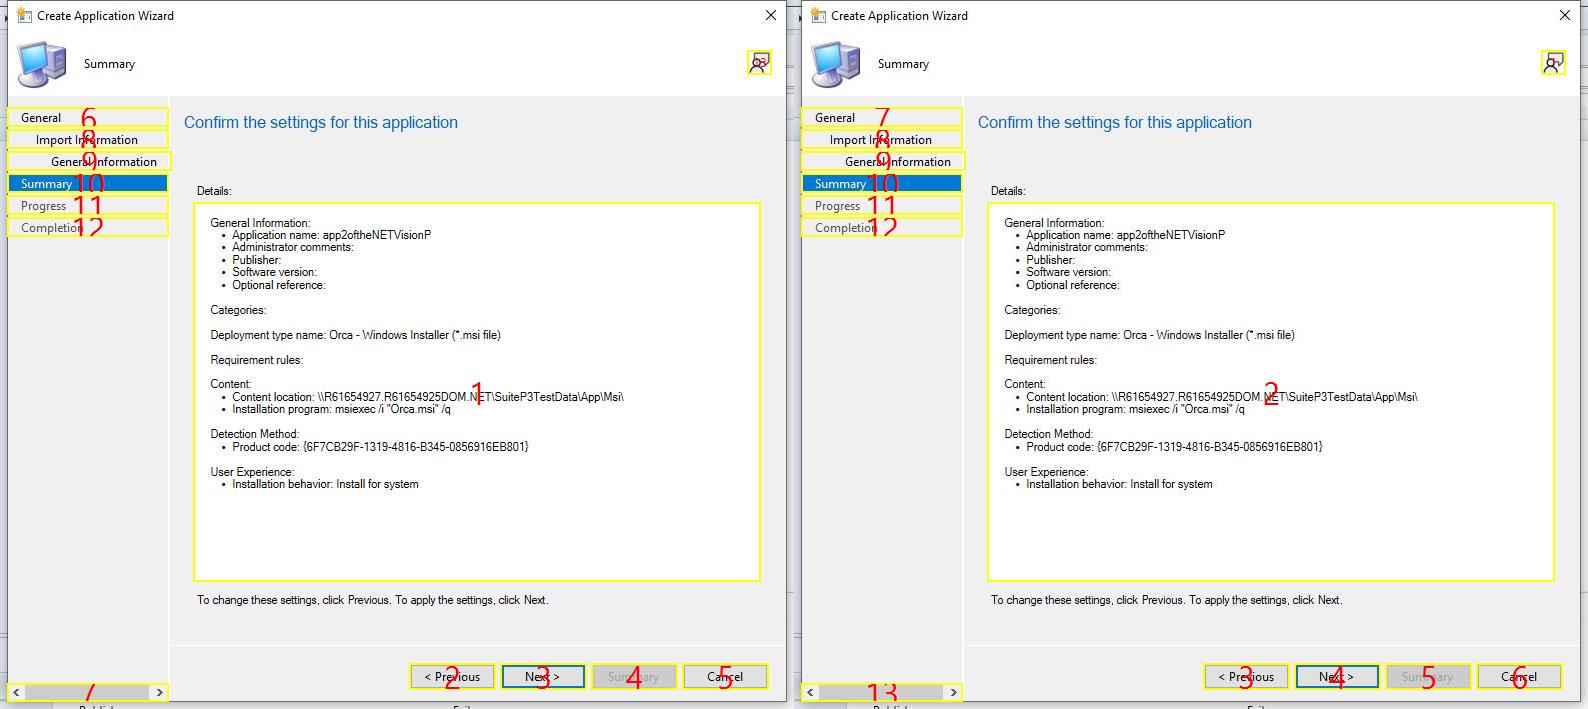 Create Application Wizard
Summary
13
General 6
Import Information 8
General Information 9
Summary 10
Progress 11
Completion 12
Confirm the settings for this application
Details:
General Information:
• Application name: app2oftheNETVisionP
• Administrator comments:
• Publisher:
• Software version:
• Optional reference:
Categories:
Deployment type name: Orca - Windows Installer (*.msi file)
Requirement rules:
Content: 1
• Content location: \\R61654927.R61654925DOM.NET\SuiteP3TestData\App\Msi\
• Installation program: msiexec /i "Orca.msi" /q
Detection Method:
• Product code: {6F7CB29F-1319-4816-B345-0856916EB801}
User Experience:
• Installation behavior: Install for system
To change these settings, click Previous. To apply the settings, click Next.
< Previous 2
Next > 3
Summary 4
Cancel 5
< 7 >
Create Application Wizard
Summary
General 7
Import Information 8
General Information 9
Summary 10
Progress 11
Completion 12
Confirm the settings for this application
Details:
General Information:
• Application name: app2oftheNETVisionP
• Administrator comments:
• Publisher:
• Software version:
• Optional reference:
Categories:
Deployment type name: Orca - Windows Installer (*.msi file)
Requirement rules:
Content: 2
• Content location: \\R61654927.R61654925DOM.NET\SuiteP3TestData\App\Msi\
• Installation program: msiexec /i "Orca.msi" /q
Detection Method:
• Product code: {6F7CB29F-1319-4816-B345-0856916EB801}
User Experience:
• Installation behavior: Install for system
To change these settings, click Previous. To apply the settings, click Next.
< Previous 3
Next > 4
Summary 5
Cancel 6
< 13 >